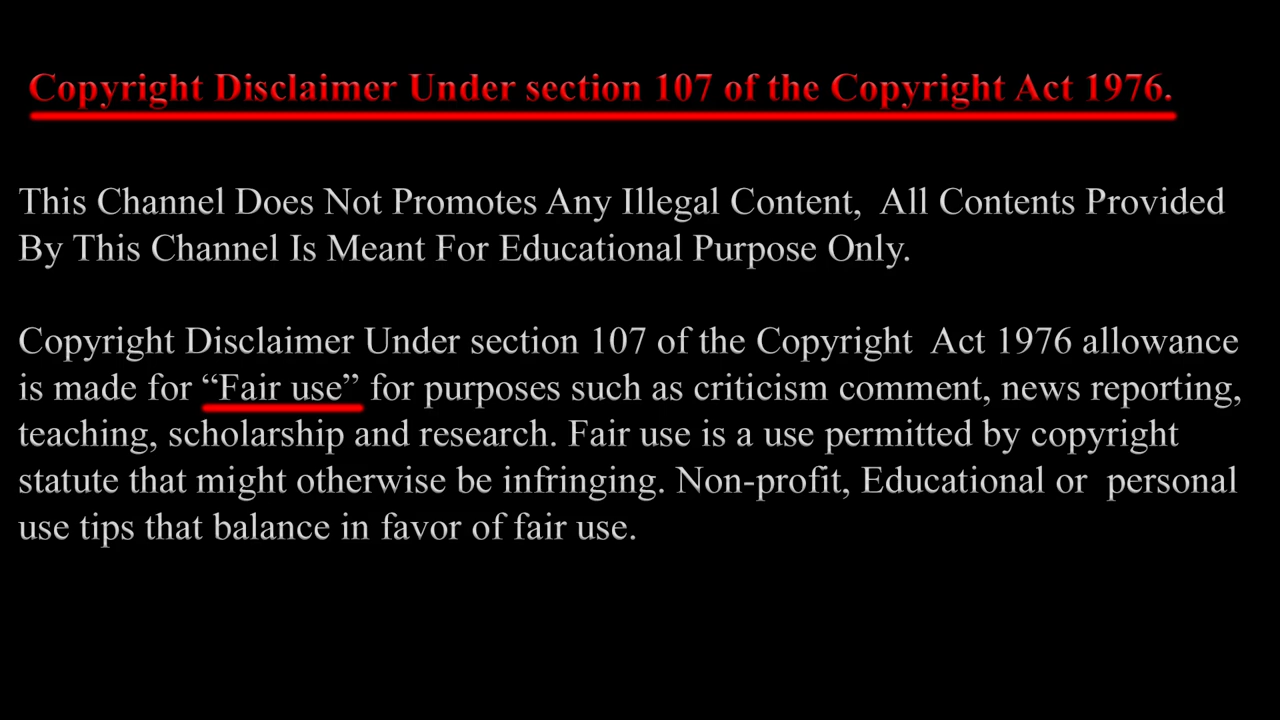 Copyright Disclaimer Under section 107 of the Copyright Act 1976.
This Channel Does Not Promotes Any Illegal Content,  All Contents Provided
By This Channel Is Meant For Educational Purpose Only.
Copyright Disclaimer Under section 107 of the Copyright  Act 1976 allowance
is made for “Fair use” for purposes such as criticism comment, news reporting,
teaching, scholarship and research. Fair use is a use permitted by copyright
statute that might otherwise be infringing. Non-profit, Educational or  personal
use tips that balance in favor of fair use.